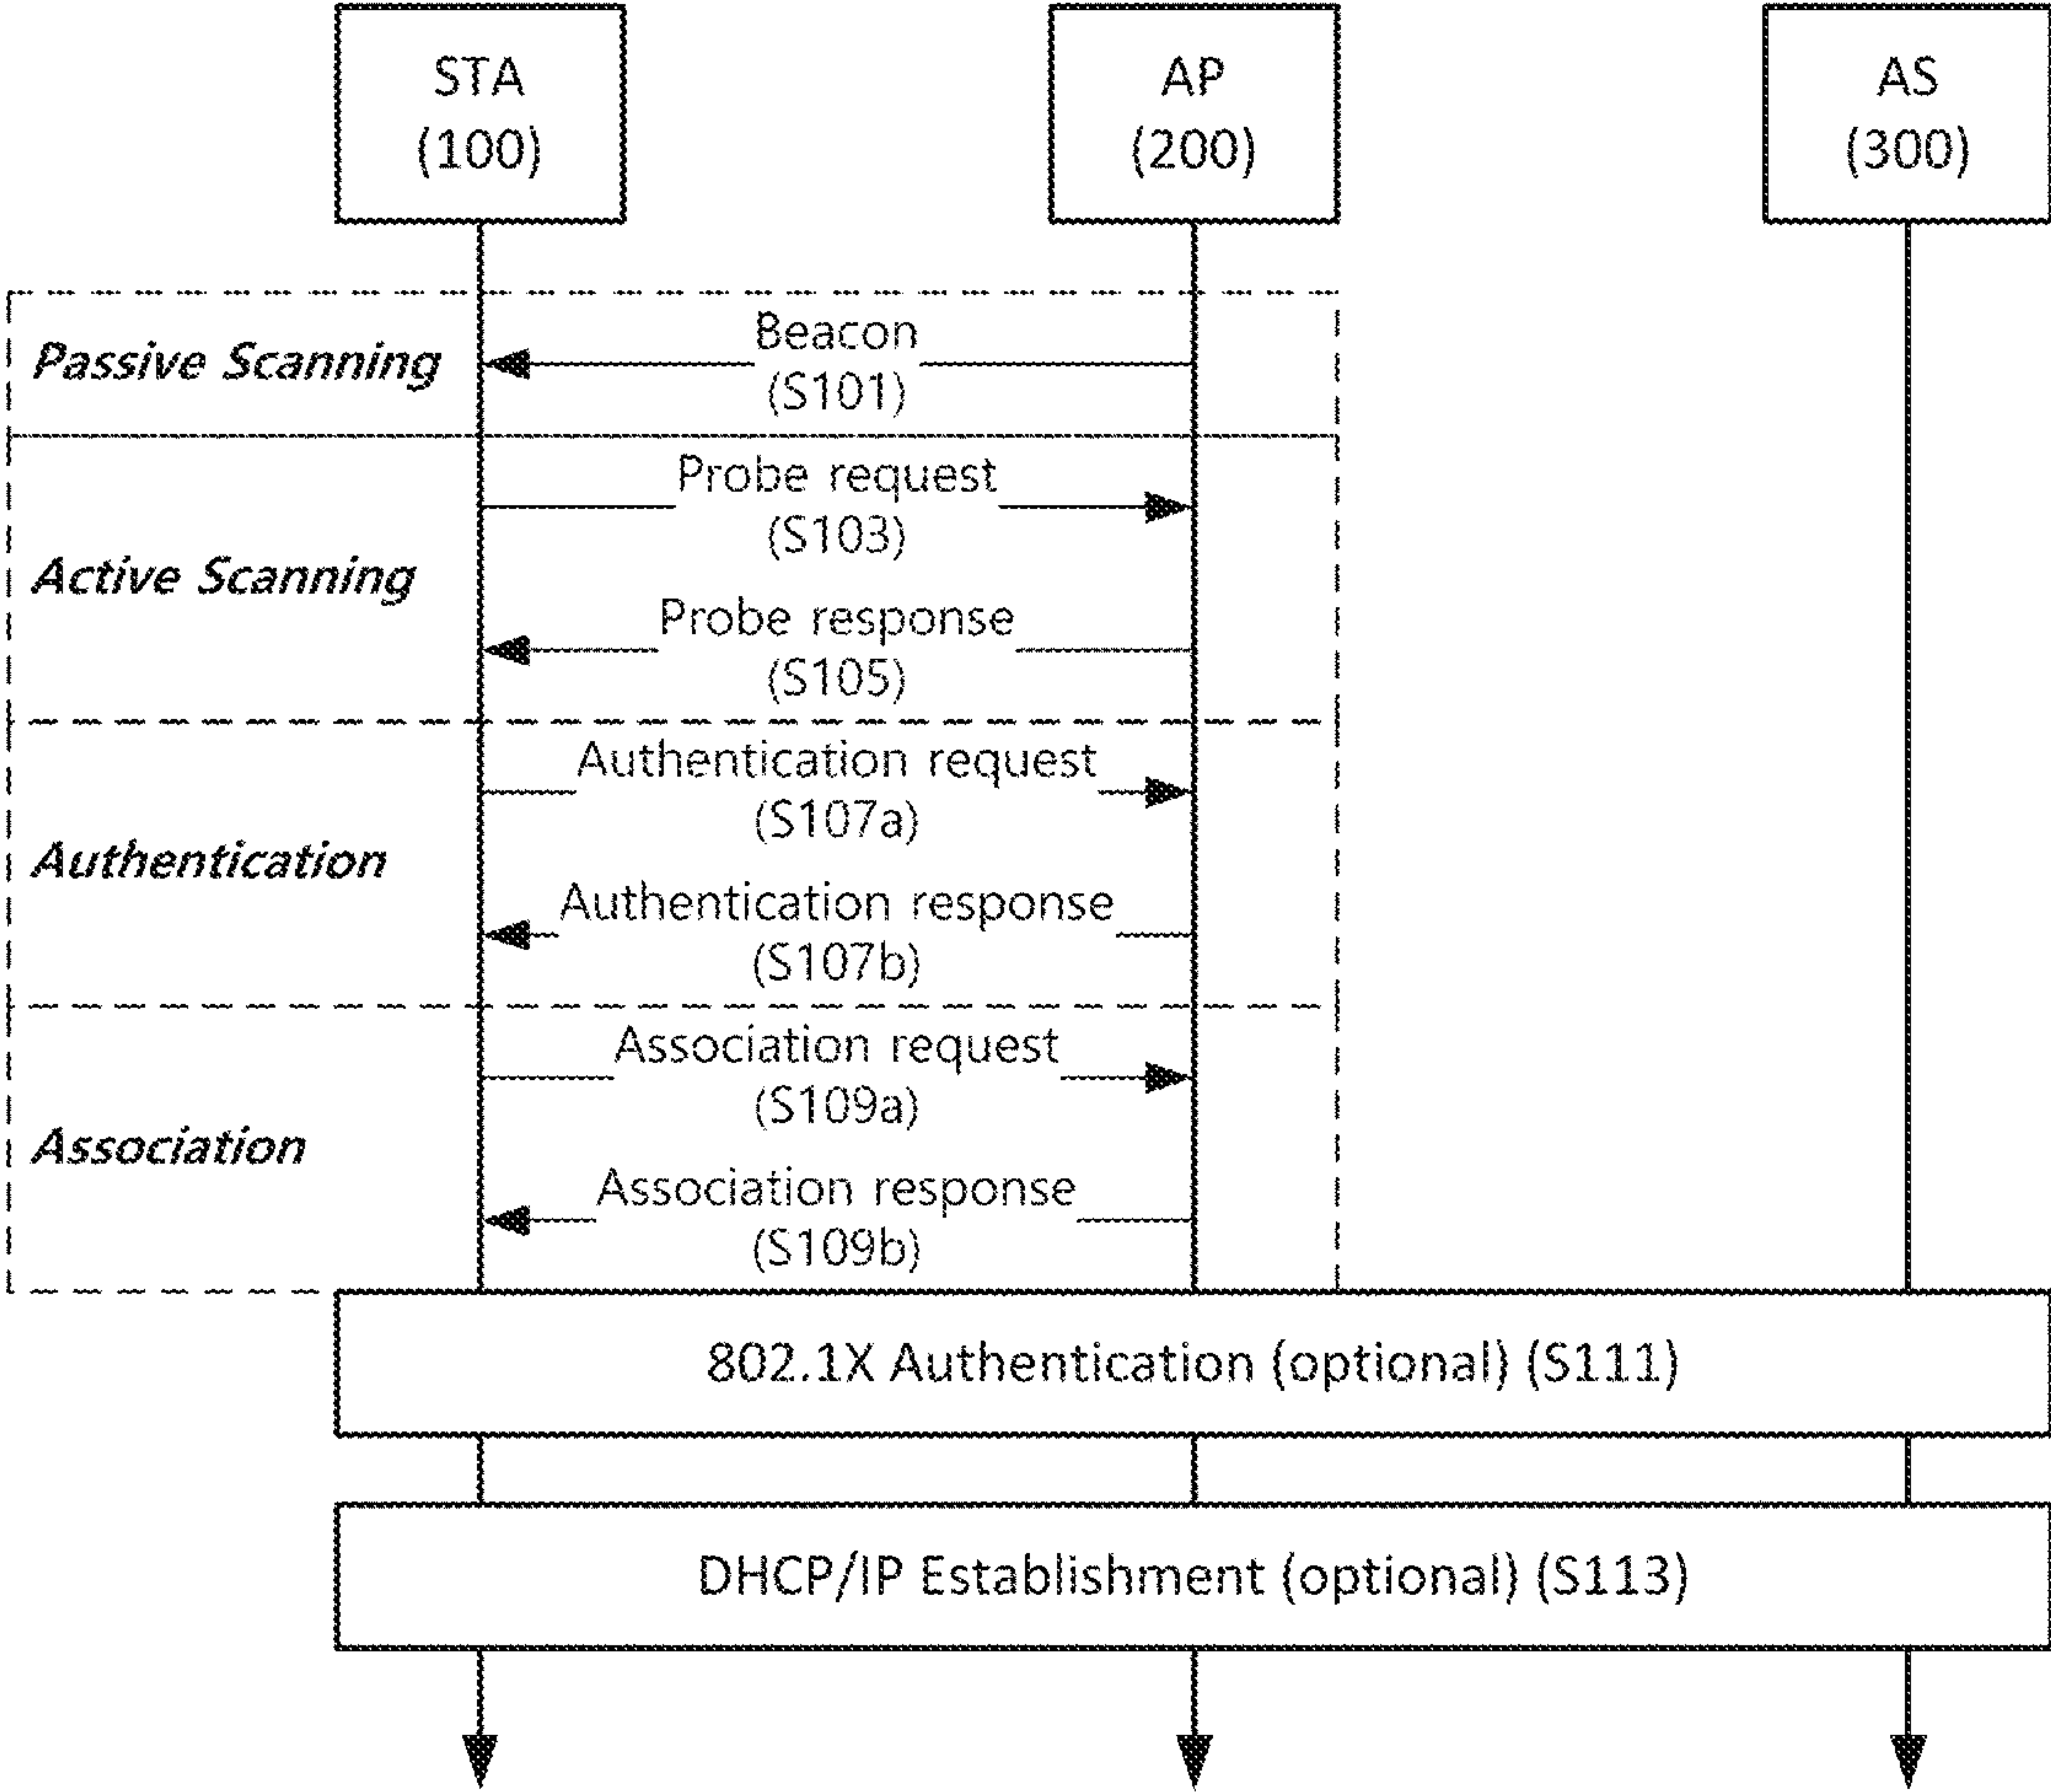 STA
(100)
AP
(200)
AS
(300)
Passive Scanning
Beacon
(S101)
Active Scanning
Probe request
(S103)
Probe response
(S105)
Authentication
Authentication request
(S107a)
Authentication response
(S107b)
Association
Association request
(S109a)
Association response
(S109b)
802.1X Authentication (optional) (S111)
DHCP/IP Establishment (optional) (S113)